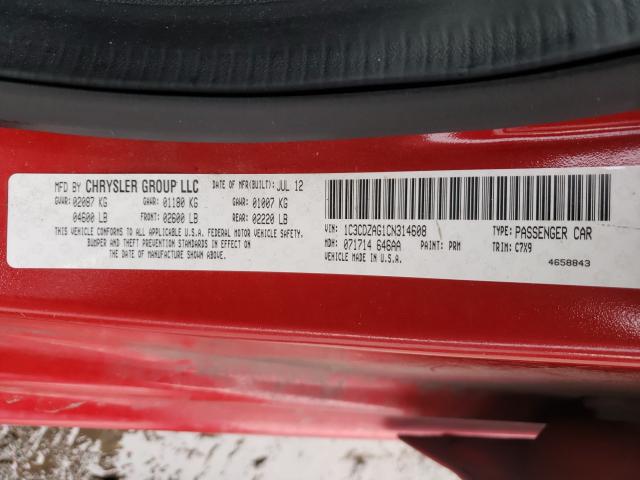 MFD BY CHRYSLER GROUP LLC DATE OF MFR(BUILT): JUL 12
GVWR: 02087 KG GAWR: 01180 KG GAWR: 01007 KG
04600 LB FRONT: 02600 LB REAR: 02220 LB
THIS VEHICLE CONFORMS TO ALL APPLICABLE U.S.A. FEDERAL MOTOR VEHICLE SAFETY,
BUMPER AND THEFT PREVENTION STANDARDS IN EFFECT ON
THE DATE OF MANUFACTURE SHOWN ABOVE.
VIN: 1C3CDZAG1CN314608 TYPE: PASSENGER CAR
MDH: 071714 646AA PAINT: PRM TRIM: C7X9
VEHICLE MADE IN U.S.A.
4658843